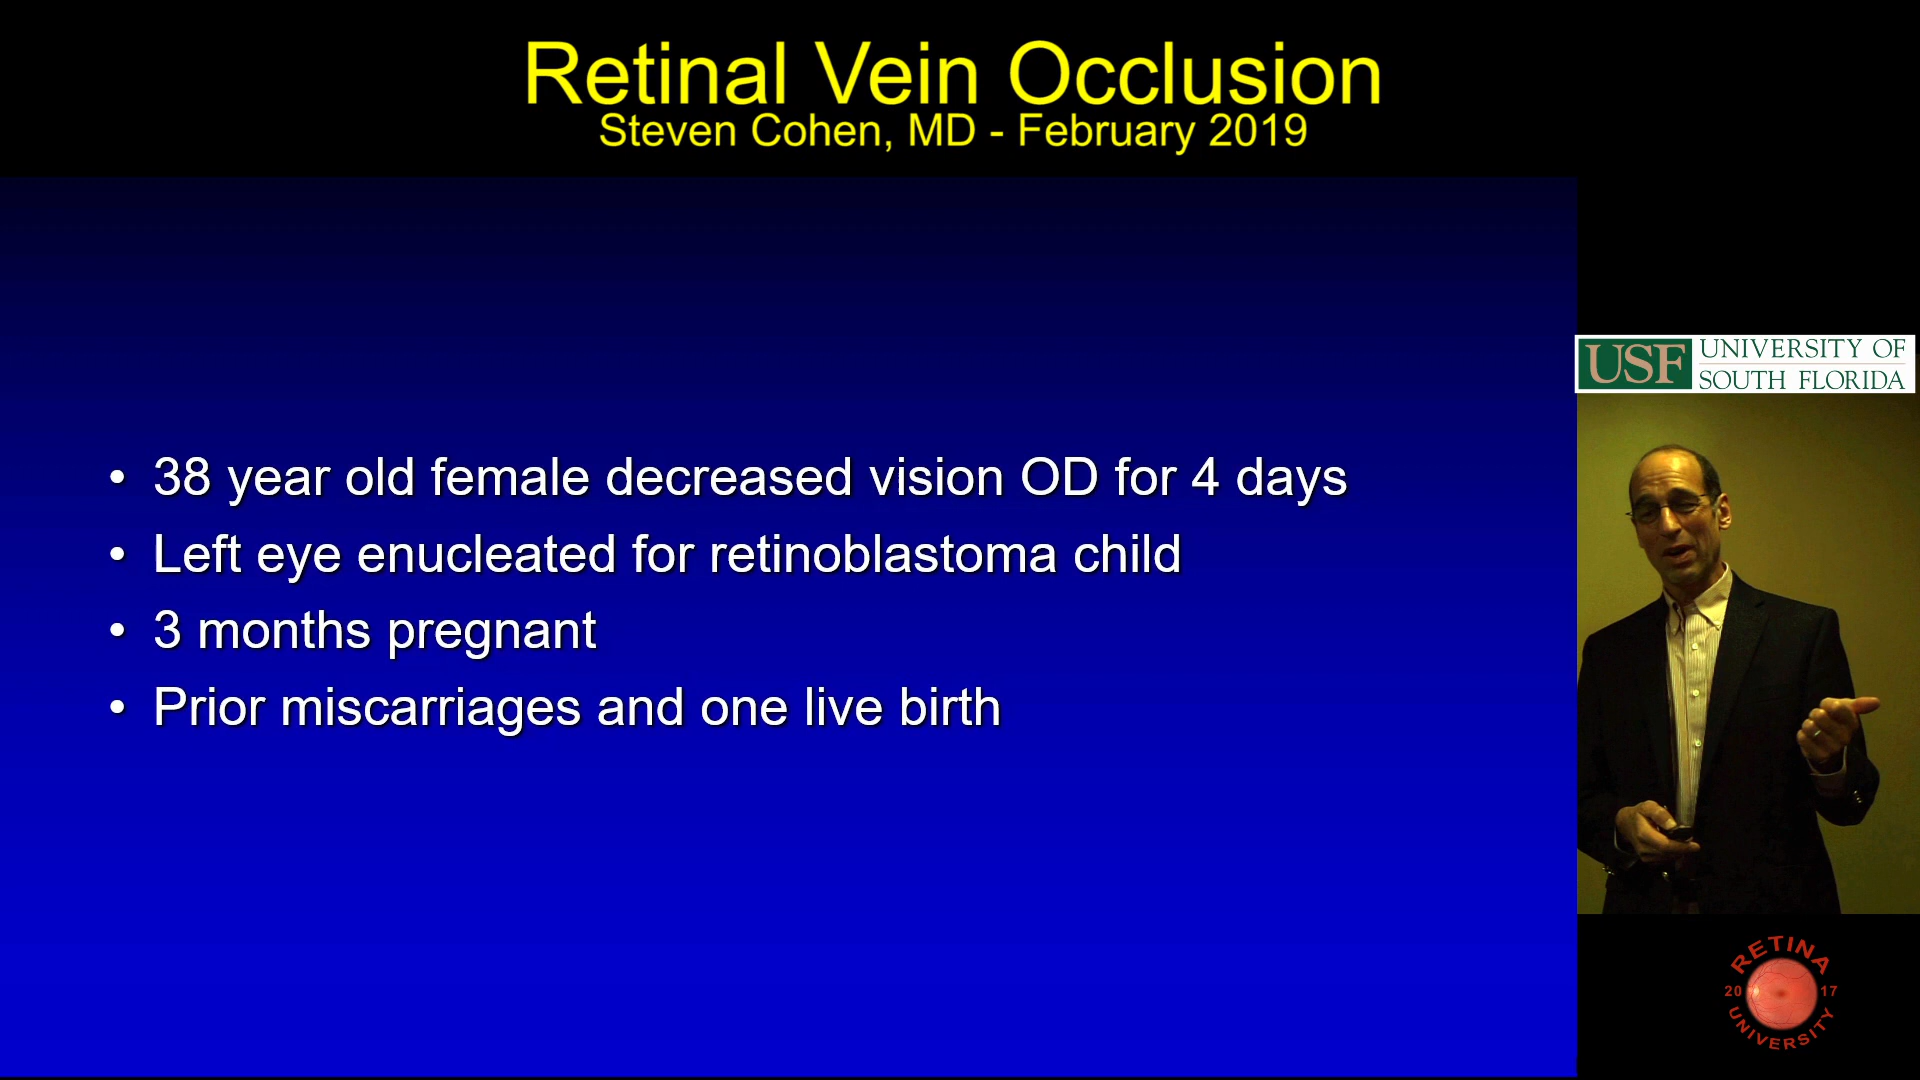 Retinal Vein Occlusion
Steven Cohen, MD - February 2019
USF UNIVERSITY OF
SOUTH FLORIDA
• 38 year old female decreased vision OD for 4 days
• Left eye enucleated for retinoblastoma child
• 3 months pregnant
• Prior miscarriages and one live birth
RETINA
20 17
UNIVERSITY